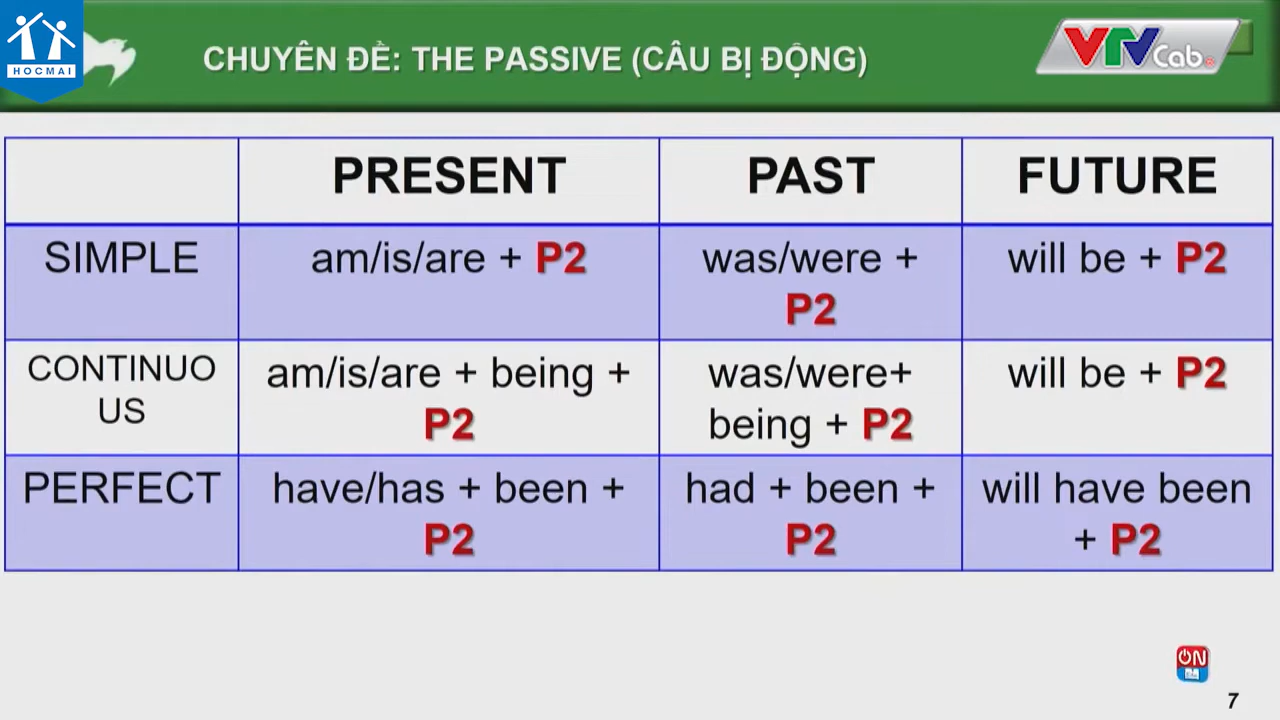 HOCMAI
CHUYÊN ĐỀ: THE PASSIVE (CÂU BỊ ĐỘNG)
VTVCab
PRESENT PAST FUTURE
SIMPLE am/is/are + P2 was/were + P2 will be + P2
CONTINUO
US
am/is/are + being +
P2
was/were+
being + P2
will be + P2
PERFECT
have/has + been +
P2
had + been +
P2
will have been
+ P2
ON
7